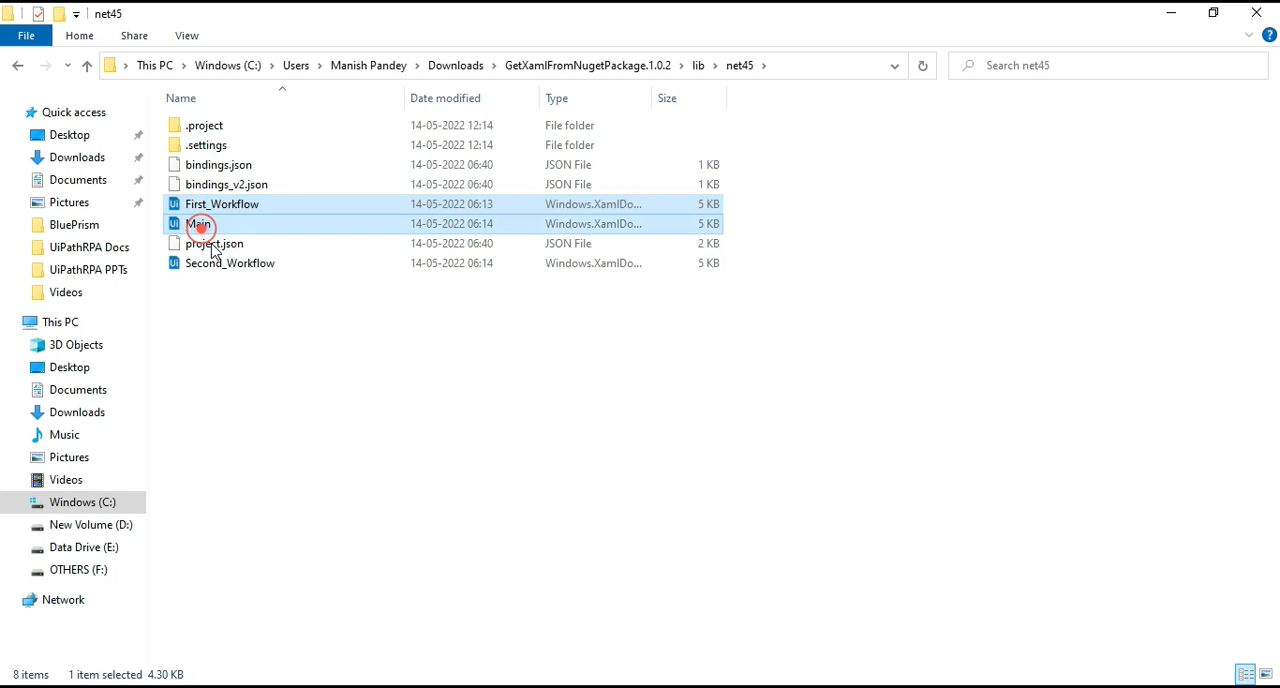 net45
File Home Share View
This PC › Windows (C:) › Users › Manish Pandey › Downloads › GetXamlFromNugetPackage.1.0.2 › lib › net45 ›
Search net45
Name Date modified Type Size
.project 14-05-2022 12:14 File folder
.settings 14-05-2022 12:14 File folder
bindings.json 14-05-2022 06:40 JSON File 1 KB
bindings_v2.json 14-05-2022 06:40 JSON File 1 KB
First_Workflow 14-05-2022 06:13 Windows.XamlDo... 5 KB
Main 14-05-2022 06:14 Windows.XamlDo... 5 KB
project.json 14-05-2022 06:40 JSON File 2 KB
Second_Workflow 14-05-2022 06:14 Windows.XamlDo... 5 KB
Quick access
Desktop
Downloads
Documents
Pictures
BluePrism
UiPathRPA Docs
UiPathRPA PPTs
Videos
This PC
3D Objects
Desktop
Documents
Downloads
Music
Pictures
Videos
Windows (C:)
New Volume (D:)
Data Drive (E:)
OTHERS (F:)
Network
8 items 1 item selected 4.30 KB